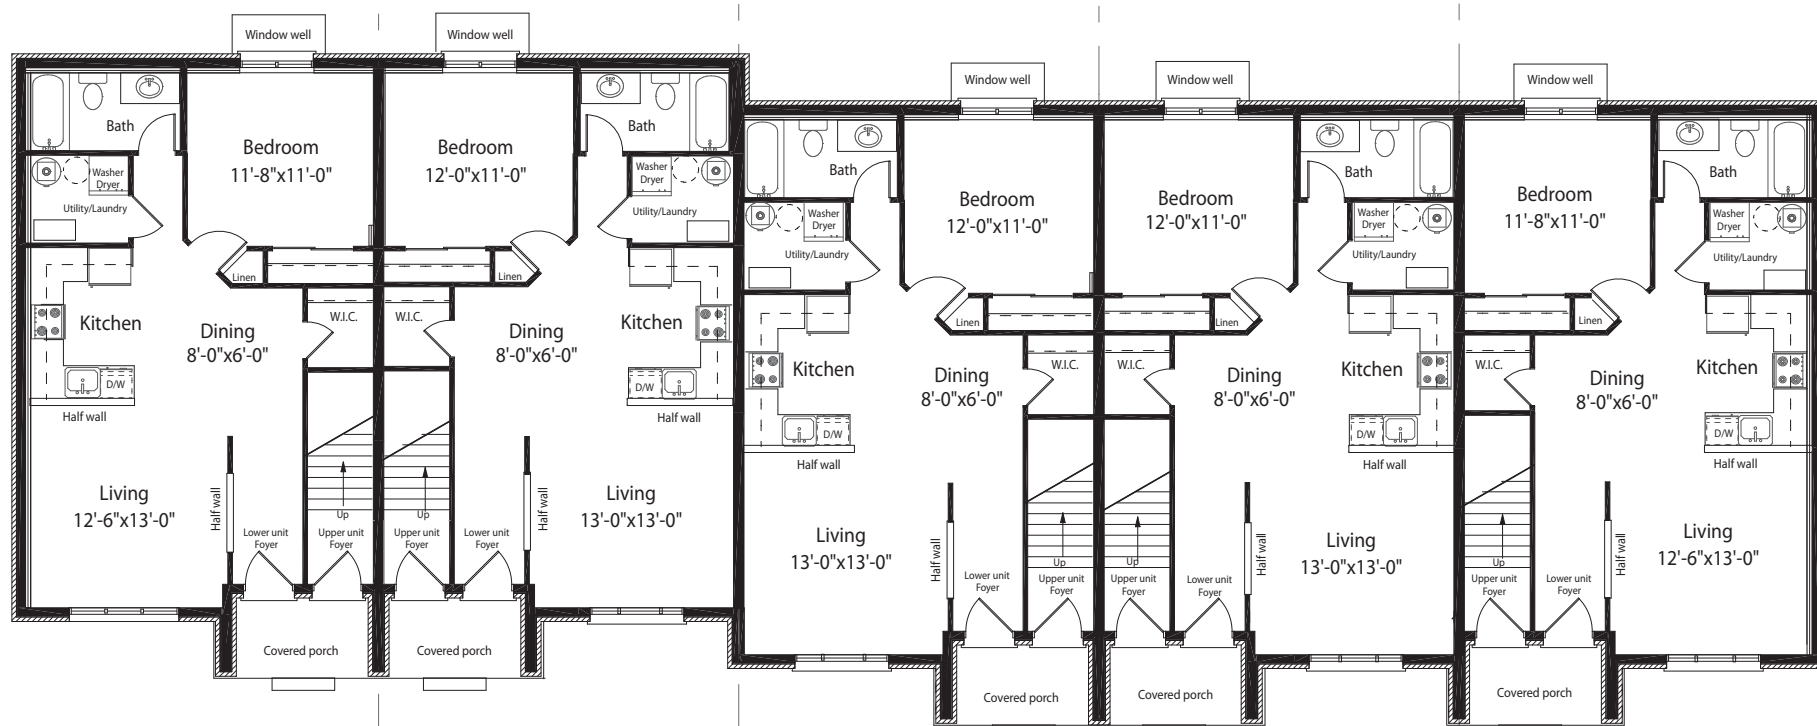 Window well
Bath
Bedroom
11'-8"x11'-0"
Washer
Dryer
Utility/Laundry
Linen
W.I.C.
Kitchen
Dining
8'-0"x6'-0"
D/W
Half wall
Living
12'-6"x13'-0"
Half wall
Up
Lower unit
Foyer
Upper unit
Foyer
Covered porch
Window well
Bedroom
12'-0"x11'-0"
Bath
Washer
Dryer
Utility/Laundry
Linen
W.I.C.
Dining
8'-0"x6'-0"
Kitchen
D/W
Half wall
Living
13'-0"x13'-0"
Half wall
Up
Upper unit
Foyer
Lower unit
Foyer
Covered porch
Window well
Bath
Bedroom
12'-0"x11'-0"
Washer
Dryer
Utility/Laundry
Linen
W.I.C.
Kitchen
Dining
8'-0"x6'-0"
D/W
Half wall
Living
13'-0"x13'-0"
Half wall
Up
Lower unit
Foyer
Upper unit
Foyer
Covered porch
Window well
Bedroom
12'-0"x11'-0"
Bath
Washer
Dryer
Utility/Laundry
Linen
W.I.C.
Dining
8'-0"x6'-0"
Kitchen
D/W
Half wall
Living
13'-0"x13'-0"
Half wall
Up
Upper unit
Foyer
Lower unit
Foyer
Covered porch
Window well
Bedroom
11'-8"x11'-0"
Bath
Washer
Dryer
Utility/Laundry
Linen
W.I.C.
Dining
8'-0"x6'-0"
Kitchen
D/W
Half wall
Living
12'-6"x13'-0"
Half wall
Up
Upper unit
Foyer
Lower unit
Foyer
Covered porch